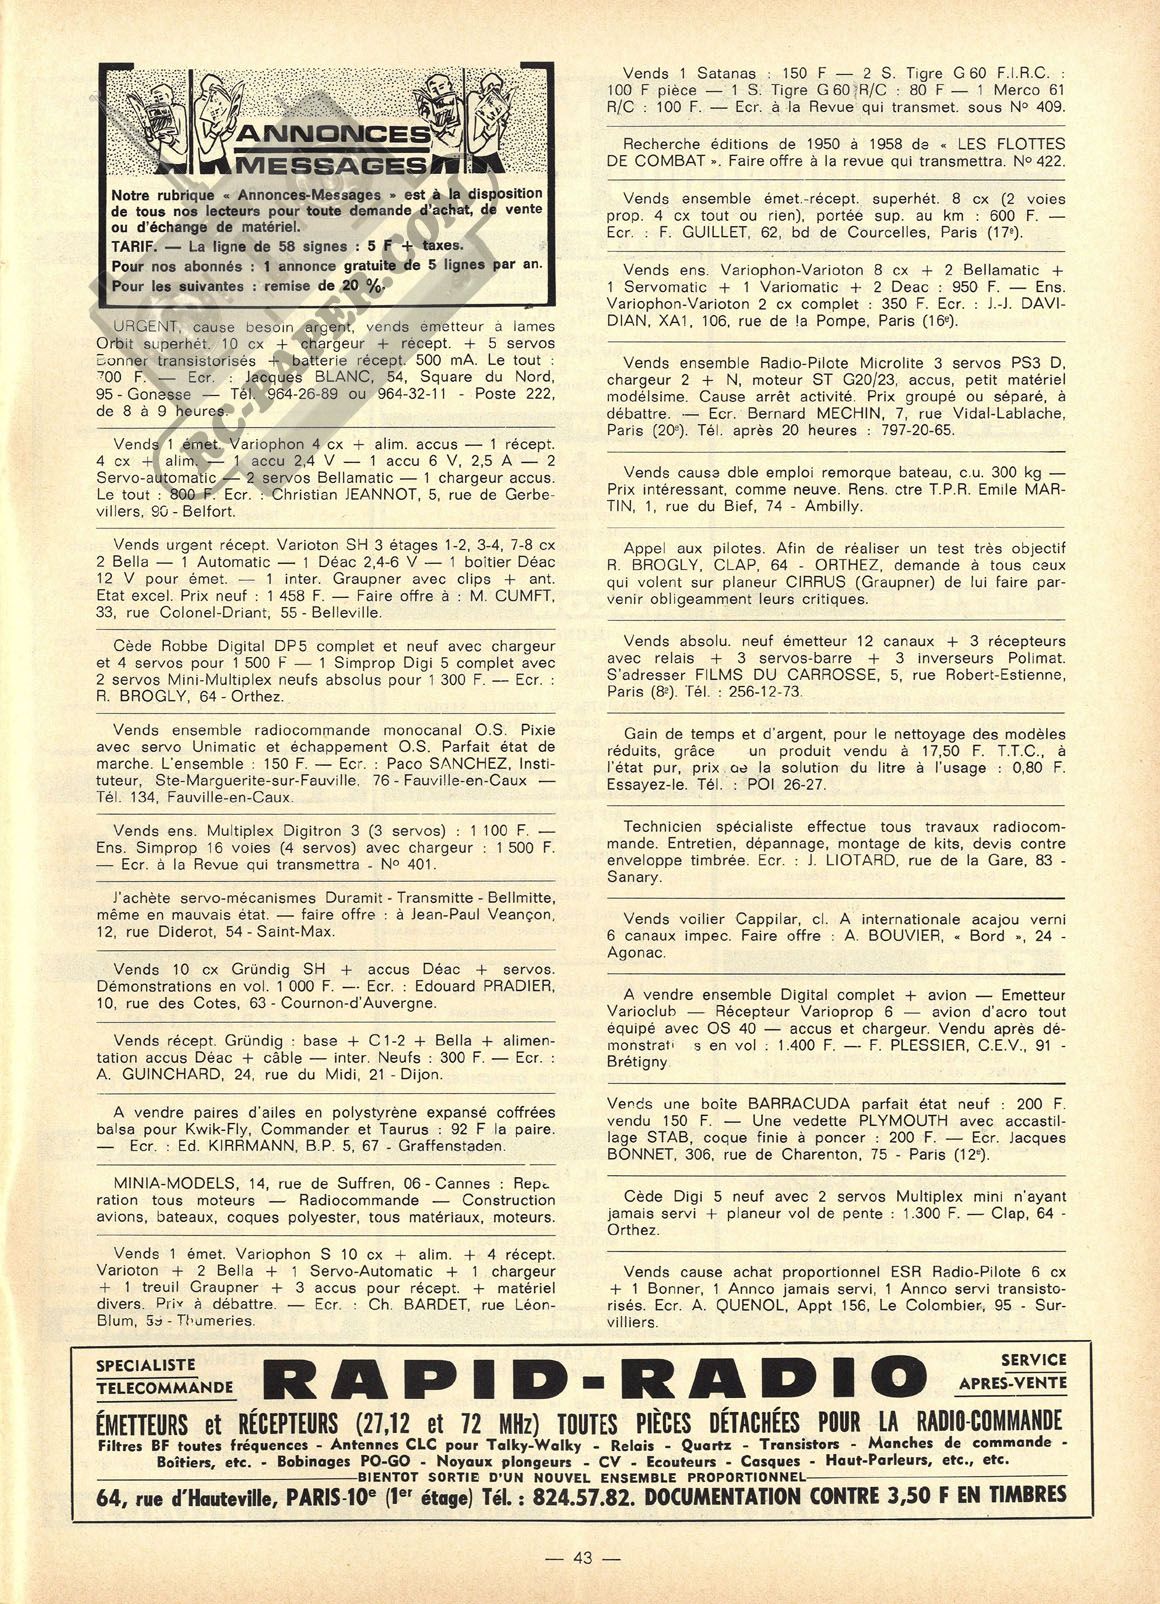 ANNONCES
MESSAGES
Notre rubrique « Annonces-Messages » est à la disposition
de tous nos lecteurs pour toute demande d'achat, de vente
ou d'échange de matériel.
TARIF. — La ligne de 58 signes : 5 F + taxes.
Pour nos abonnés : 1 annonce gratuite de 5 lignes par an.
Pour les suivantes : remise de 20 %.
RC-PAPER.COM
URGENT, cause besoin argent, vends émetteur à lames
Orbit superhét. 10 cx + chargeur + récept. + 5 servos
Bonner transistorisés + batterie récept. 500 mA. Le tout :
700 F. — Ecr. : Jacques BLANC, 54, Square du Nord,
95 - Gonesse — Tél. 964-26-89 ou 964-32-11 - Poste 222,
de 8 à 9 heures.
Vends 1 émet. Variophon 4 cx + alim. accus — 1 récept.
4 cx + alim. — 1 accu 2,4 V — 1 accu 6 V, 2,5 A — 2
Servo-automatic — 2 servos Bellamatic — 1 chargeur accus.
Le tout : 800 F. Ecr. : Christian JEANNOT, 5, rue de Gerbe-
villers, 90 - Belfort.
Vends urgent récept. Varioton SH 3 étages 1-2, 3-4, 7-8 cx
2 Bella — 1 Automatic — 1 Déac 2,4-6 V — 1 boîtier Déac
12 V pour émet. — 1 inter. Graupner avec clips + ant.
Etat excel. Prix neuf : 1 458 F. — Faire offre à : M. CUMFT,
33, rue Colonel-Driant, 55 - Belleville.
Cède Robbe Digital DP5 complet et neuf avec chargeur
et 4 servos pour 1 500 F — 1 Simprop Digi 5 complet avec
2 servos Mini-Multiplex neufs absolus pour 1 300 F. — Ecr. :
R. BROGLY, 64 - Orthez.
Vends ensemble radiocommande monocanal O.S. Pixie
avec servo Unimatic et échappement O.S. Parfait état de
marche. L'ensemble : 150 F. — Ecr. : Paco SANCHEZ, Insti-
tuteur, Ste-Marguerite-sur-Fauville. 76 - Fauville-en-Caux —
Tél. 134, Fauville-en-Caux.
Vends ens. Multiplex Digitron 3 (3 servos) : 1 100 F. —
Ens. Simprop 16 voies (4 servos) avec chargeur : 1 500 F.
— Ecr. à la Revue qui transmettra - N° 401.
J'achète servo-mécanismes Duramit - Transmitte - Bellmitte,
même en mauvais état. — faire offre : à Jean-Paul Veançon,
12, rue Diderot, 54 - Saint-Max.
Vends 10 cx Gründig SH + accus Déac + servos.
Démonstrations en vol. 1 000 F. — Ecr. : Edouard PRADIER,
10, rue des Cotes, 63 - Cournon-d'Auvergne.
Vends récept. Gründig : base + C1-2 + Bella + alimen-
tation accus Déac + câble — inter. Neufs : 300 F. — Ecr. :
A. GUINCHARD, 24, rue du Midi, 21 - Dijon.
A vendre paires d'ailes en polystyrène expansé coffrées
balsa pour Kwik-Fly, Commander et Taurus : 92 F la paire.
— Ecr. : Ed. KIRRMANN, B.P. 5, 67 - Graffenstaden.
MINIA-MODELS, 14, rue de Suffren, 06 - Cannes : Répa-
ration tous moteurs — Radiocommande — Construction
avions, bateaux, coques polyester, tous matériaux, moteurs.
Vends 1 émet. Variophon S 10 cx + alim. + 4 récept.
Varioton + 2 Bella + 1 Servo-Automatic + 1 chargeur
+ 1 treuil Graupner + 3 accus pour récept. + matériel
divers. Prix à débattre. — Ecr. : Ch. BARDET, rue Léon-
Blum, 59 - Thumeries.
Vends 1 Satanas : 150 F — 2 S. Tigre G 60 F.I.R.C. :
100 F pièce — 1 S. Tigre G 60 R/C : 80 F — 1 Merco 61
R/C : 100 F. — Ecr. à la Revue qui transmet. sous N° 409.
Recherche éditions de 1950 à 1958 de « LES FLOTTES
DE COMBAT ». Faire offre à la revue qui transmettra. N° 422.
Vends ensemble émet.-récept. superhét. 8 cx (2 voies
prop. 4 cx tout ou rien), portée sup. au km : 600 F. —
Ecr. : F. GUILLET, 62, bd de Courcelles, Paris (17e).
Vends ens. Variophon-Varioton 8 cx + 2 Bellamatic +
1 Servomatic + 1 Variomatic + 2 Deac : 950 F. — Ens.
Variophon-Varioton 2 cx complet : 350 F. Ecr. : J.-J. DAVI-
DIAN, XA1, 106, rue de la Pompe, Paris (16e).
Vends ensemble Radio-Pilote Microlite 3 servos PS3 D,
chargeur 2 + N, moteur ST G20/23, accus, petit matériel
modélsime. Cause arrêt activité. Prix groupé ou séparé, à
débattre. — Ecr. Bernard MECHIN, 7, rue Vidal-Lablache,
Paris (20e). Tél. après 20 heures : 797-20-65.
Vends cause dble emploi remorque bateau, c.u. 300 kg —
Prix intéressant, comme neuve. Rens. ctre T.P.R. Emile MAR-
TIN, 1, rue du Bief, 74 - Ambilly.
Appel aux pilotes. Afin de réaliser un test très objectif
R. BROGLY, CLAP, 64 - ORTHEZ, demande à tous ceux
qui volent sur planeur CIRRUS (Graupner) de lui faire par-
venir obligeamment leurs critiques.
Vends absolu. neuf émetteur 12 canaux + 3 récepteurs
avec relais + 3 servos-barre + 3 inverseurs Polimat.
S'adresser FILMS DU CARROSSE, 5, rue Robert-Estienne,
Paris (8e). Tél. : 256-12-73.
Gain de temps et d'argent, pour le nettoyage des modèles
réduits, grâce un produit vendu à 17,50 F. T.T.C., à
l'état pur, prix de la solution du litre à l'usage : 0,80 F.
Essayez-le. Tél. : POI 26-27.
Technicien spécialiste effectue tous travaux radiocom-
mande. Entretien, dépannage, montage de kits, devis contre
enveloppe timbrée. Ecr. : J. LIOTARD, rue de la Gare, 83 -
Sanary.
Vends voilier Cappilar, cl. A internationale acajou verni
6 canaux impec. Faire offre : A. BOUVIER, « Bord », 24 -
Agonac.
A vendre ensemble Digital complet + avion — Emetteur
Varioclub — Récepteur Varioprop 6 — avion d'acro tout
équipé avec OS 40 — accus et chargeur. Vendu après dé-
monstrati s en vol : 1.400 F. — F. PLESSIER, C.E.V., 91 -
Brétigny
Vends une boîte BARRACUDA parfait état neuf : 200 F.
vendu 150 F. — Une vedette PLYMOUTH avec accastil-
lage STAB, coque finie à poncer : 200 F. — Ecr. Jacques
BONNET, 306, rue de Charenton, 75 - Paris (12e).
Cède Digi 5 neuf avec 2 servos Multiplex mini n'ayant
jamais servi + planeur vol de pente : 1.300 F. — Clap, 64 -
Orthez.
Vends cause achat proportionnel ESR Radio-Pilote 6 cx
+ 1 Bonner, 1 Annco jamais servi, 1 Annco servi transisto-
risés. Ecr. A. QUENOL, Appt 156, Le Colombier, 95 - Sur-
villiers.
SPECIALISTE
TELECOMMANDE
RAPID-RADIO
SERVICE
APRES-VENTE
ÉMETTEURS et RÉCEPTEURS (27,12 et 72 MHz) TOUTES PIÈCES DÉTACHÉES POUR LA RADIO-COMMANDE
Filtres BF toutes fréquences - Antennes CLC pour Talky-Walky - Relais - Quartz - Transistors - Manches de commande -
Boîtiers, etc. - Bobinages PO-GO - Noyaux plongeurs - CV - Ecouteurs - Casques - Haut-Parleurs, etc., etc.
BIENTOT SORTIE D'UN NOUVEL ENSEMBLE PROPORTIONNEL
64, rue d'Hauteville, PARIS-10e (1er étage) Tél. : 824.57.82. DOCUMENTATION CONTRE 3,50 F EN TIMBRES
— 43 —